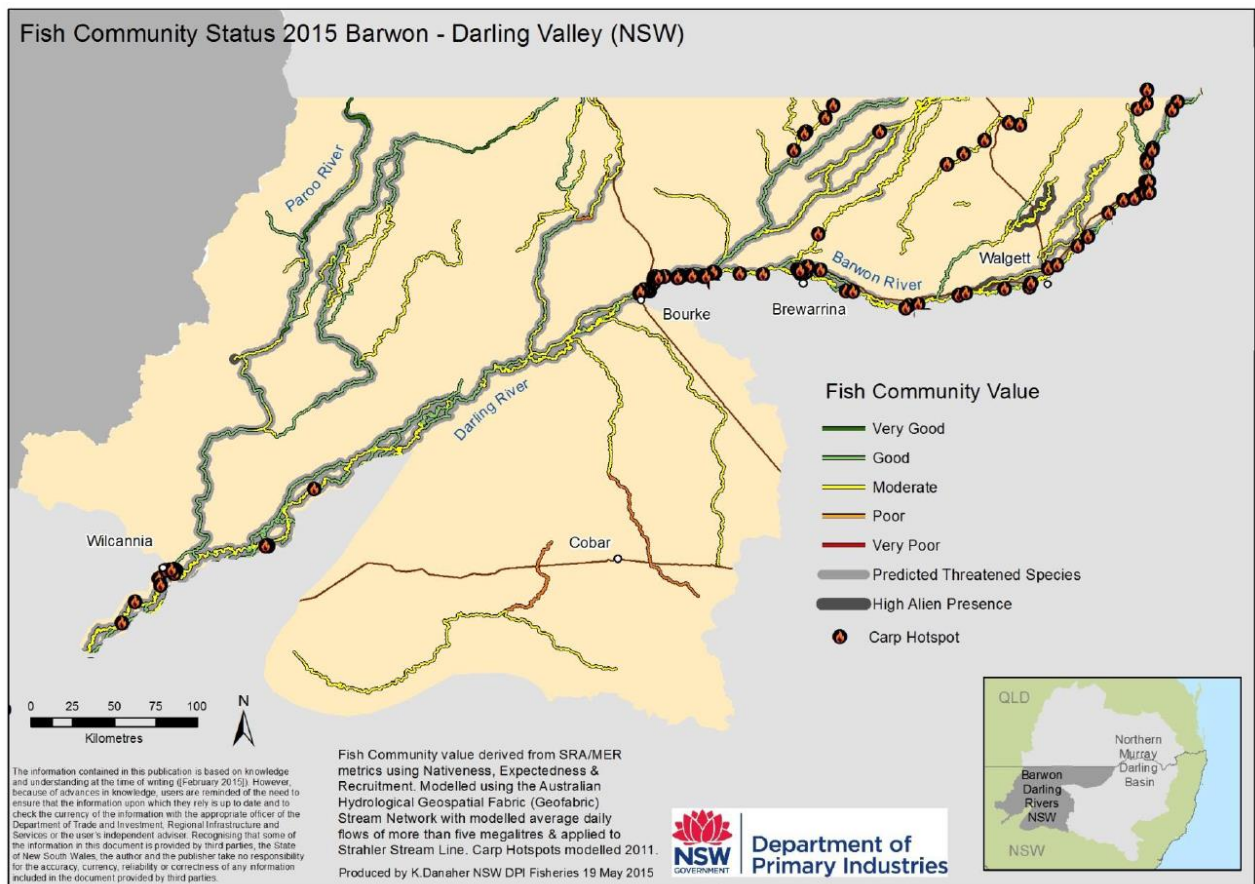 Fish Community Status 2015 Barwon - Darling Valley (NSW)
Paroo River
Barwon River
Walgett
Brewarrina
Bourke
Darling River
Wilcannia
Cobar
Fish Community Value
Very Good
Good
Moderate
Poor
Very Poor
Predicted Threatened Species
High Alien Presence
Carp Hotspot
0 25 50 75 100
Kilometres
N
The information contained in this publication is based on knowledge
and understanding at the time of writing ([February 2015]). However,
because of advances in knowledge, users are reminded of the need to
ensure that the information upon which they rely is up to date and to
check the currency of the information with the appropriate officer of the
Department of Trade and Investment, Regional Infrastructure and
Services or the user's independent adviser. Recognising that some of
the information in this document is provided by third parties, the State
of New South Wales, the author and the publisher take no responsibility
for the accuracy, currency, reliability or correctness of any information
included in the document provided by third parties.
Fish Community value derived from SRA/MER
metrics using Nativeness, Expectedness &
Recruitment. Modelled using the Australian
Hydrological Geospatial Fabric (Geofabric)
Stream Network with modelled average daily
flows of more than five megalitres & applied to
Strahler Stream Line. Carp Hotspots modelled 2011.
Produced by K.Danaher NSW DPI Fisheries 19 May 2015
NSW
GOVERNMENT
Department of
Primary Industries
QLD
Northern
Murray
Darling
Basin
Barwon
Darling
Rivers
NSW
NSW